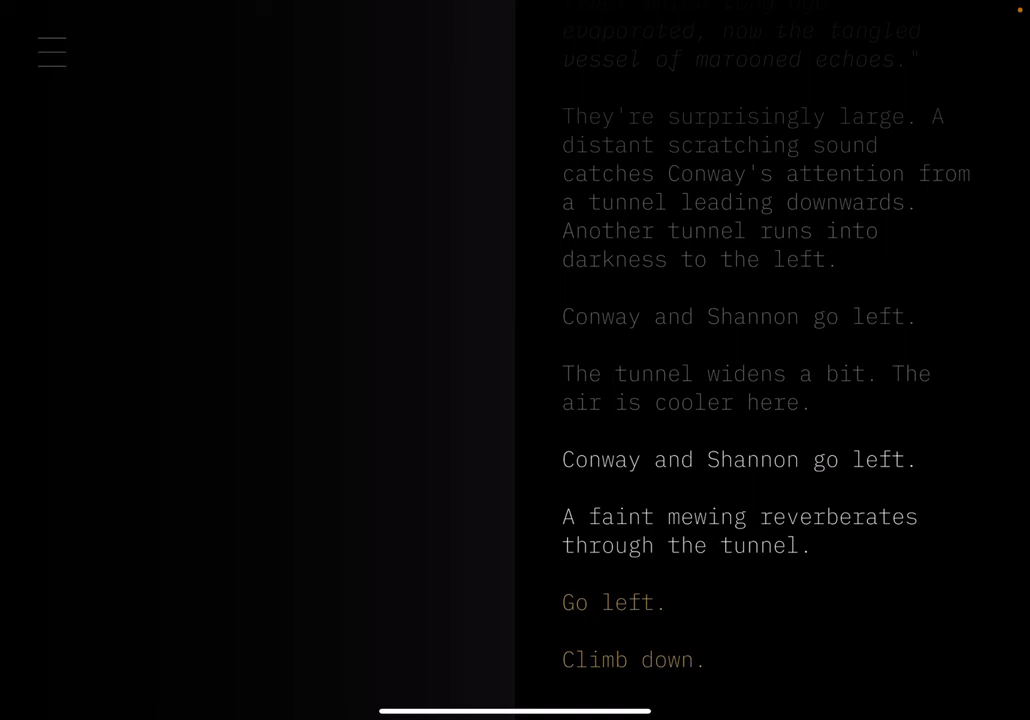 evaporated, now the tangled
vessel of marooned echoes."
They're surprisingly large. A
distant scratching sound
catches Conway's attention from
a tunnel leading downwards.
Another tunnel runs into
darkness to the left.
Conway and Shannon go left.
The tunnel widens a bit. The
air is cooler here.
Conway and Shannon go left.
A faint mewing reverberates
through the tunnel.
Go left.
Climb down.